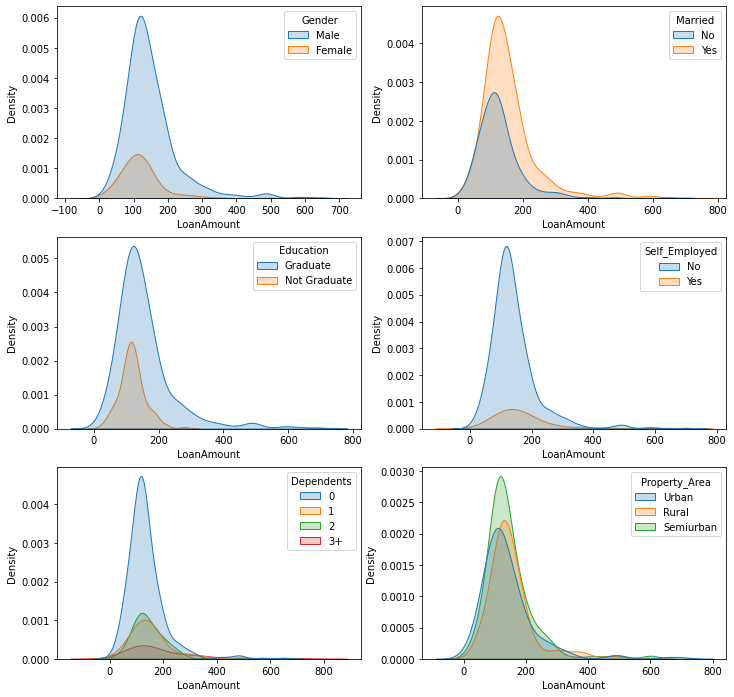 Gender
Male
Female
0.006
0.005
0.004
0.003
0.002
0.001
0.000
Density
−100 0 100 200 300 400 500 600 700
LoanAmount
Married
No
Yes
0.004
0.003
0.002
0.001
0.000
Density
0 200 400 600 800
LoanAmount
Education
Graduate
Not Graduate
0.005
0.004
0.003
0.002
0.001
0.000
Density
0 200 400 600 800
LoanAmount
Self_Employed
No
Yes
0.007
0.006
0.005
0.004
0.003
0.002
0.001
0.000
Density
0 200 400 600 800
LoanAmount
Dependents
0
1
2
3+
0.004
0.003
0.002
0.001
0.000
Density
0 200 400 600 800
LoanAmount
Property_Area
Urban
Rural
Semiurban
0.0030
0.0025
0.0020
0.0015
0.0010
0.0005
0.0000
Density
0 200 400 600 800
LoanAmount